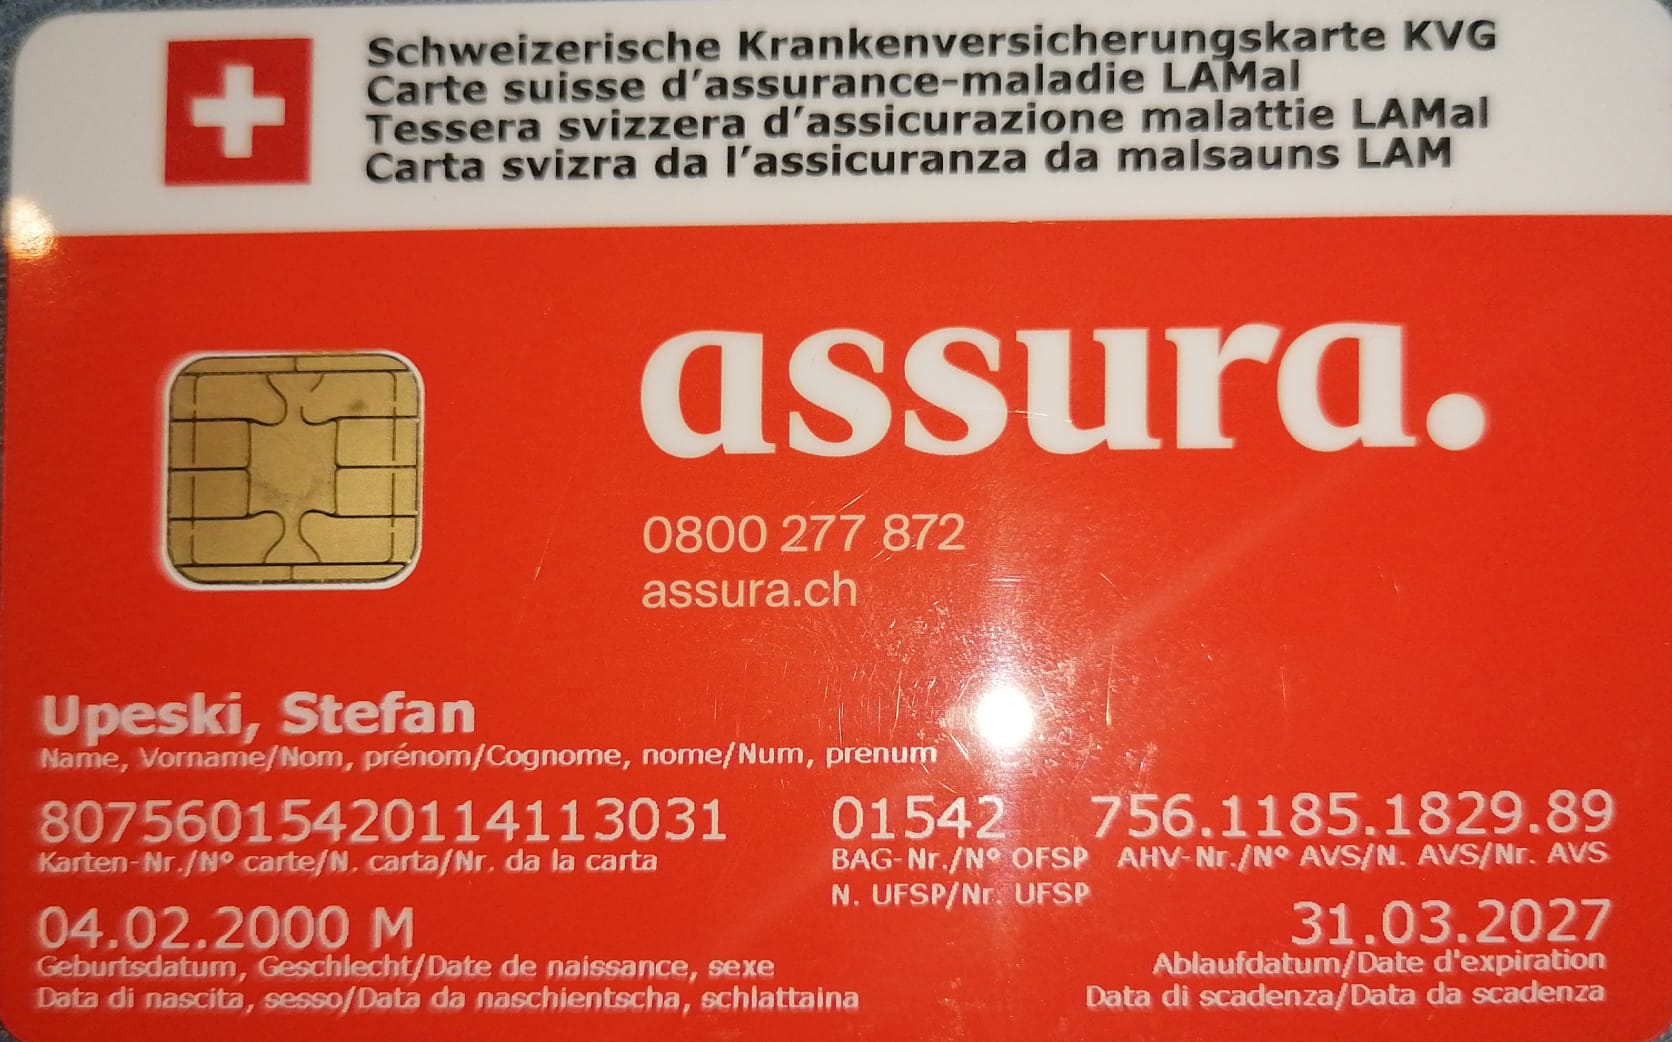 Schweizerische Krankenversicherungskarte KVG
Carte suisse d'assurance-maladie LAMal
Tessera svizzera d'assicurazione malattie LAMal
Carta svizra da l'assicuranza da malsauns LAM
assura.
0800 277 872
assura.ch
Upeski, Stefan
Name, Vorname/Nom, prénom/Cognome, nome/Num, prenum
80756015420114113031 01542 756.1185.1829.89
Karten-Nr./N° carte/N. carta/Nr. da la carta BAG-Nr./N° OFSP AHV-Nr./N° AVS/N. AVS/Nr. AVS
N. UFSP/Nr. UFSP
04.02.2000 M 31.03.2027
Geburtsdatum, Geschlecht/Date de naissance, sexe Ablaufdatum/Date d'expiration
Data di nascita, sesso/Data da naschientscha, schlattaina Data di scadenza/Data da scadenza